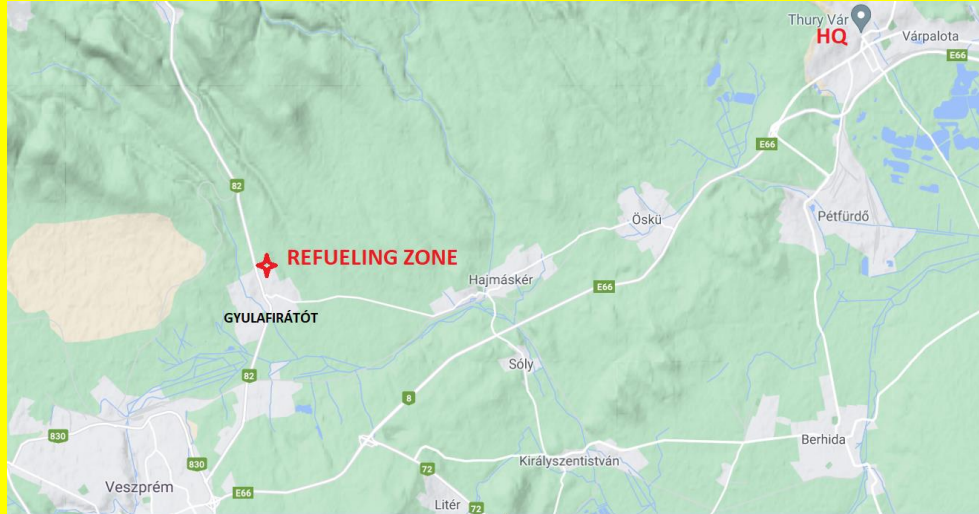 Thury Vár
HQ
Várpalota
E66
E66
82
Öskü
Pétfürdő
REFUELING ZONE
Hajmáskér
E66
GYULAFIRÁTÓT
Sóly
82
8
830
Berhida
Királyszentistván
830
72
Veszprém
E66
Litér
72